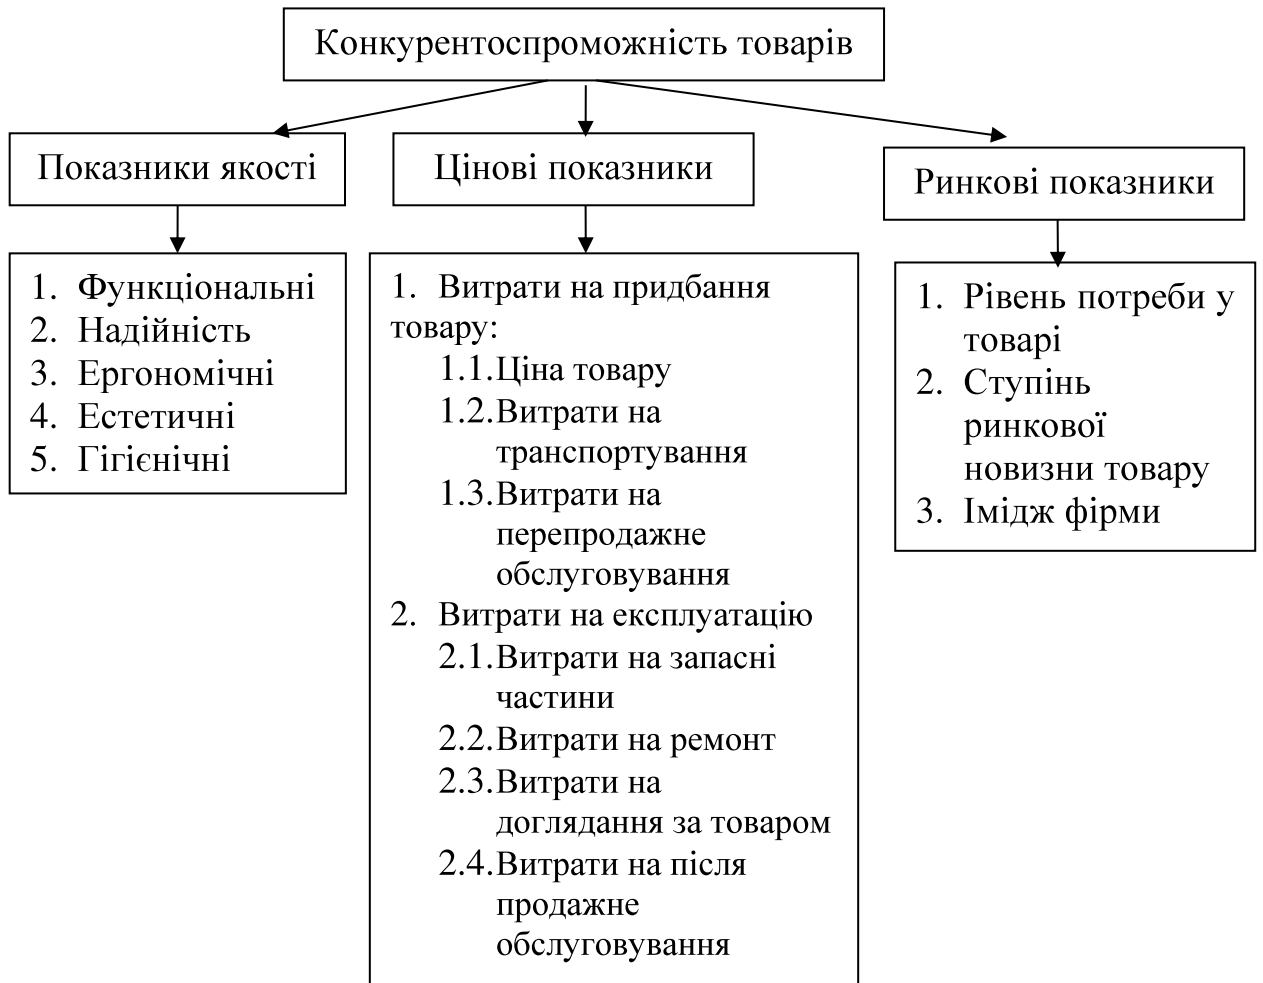 Конкурентоспроможність товарів
Показники якості
Цінові показники
Ринкові показники
1. Функціональні
2. Надійність
3. Ергономічні
4. Естетичні
5. Гігієнічні
1. Витрати на придбання
товару:
1.1.Ціна товару
1.2.Витрати на
транспортування
1.3.Витрати на
перепродажне
обслуговування
2. Витрати на експлуатацію
2.1.Витрати на запасні
частини
2.2.Витрати на ремонт
2.3.Витрати на
доглядання за товаром
2.4.Витрати на після
продажне
обслуговування
1. Рівень потреби у
товарі
2. Ступінь
ринкової
новизни товару
3. Імідж фірми